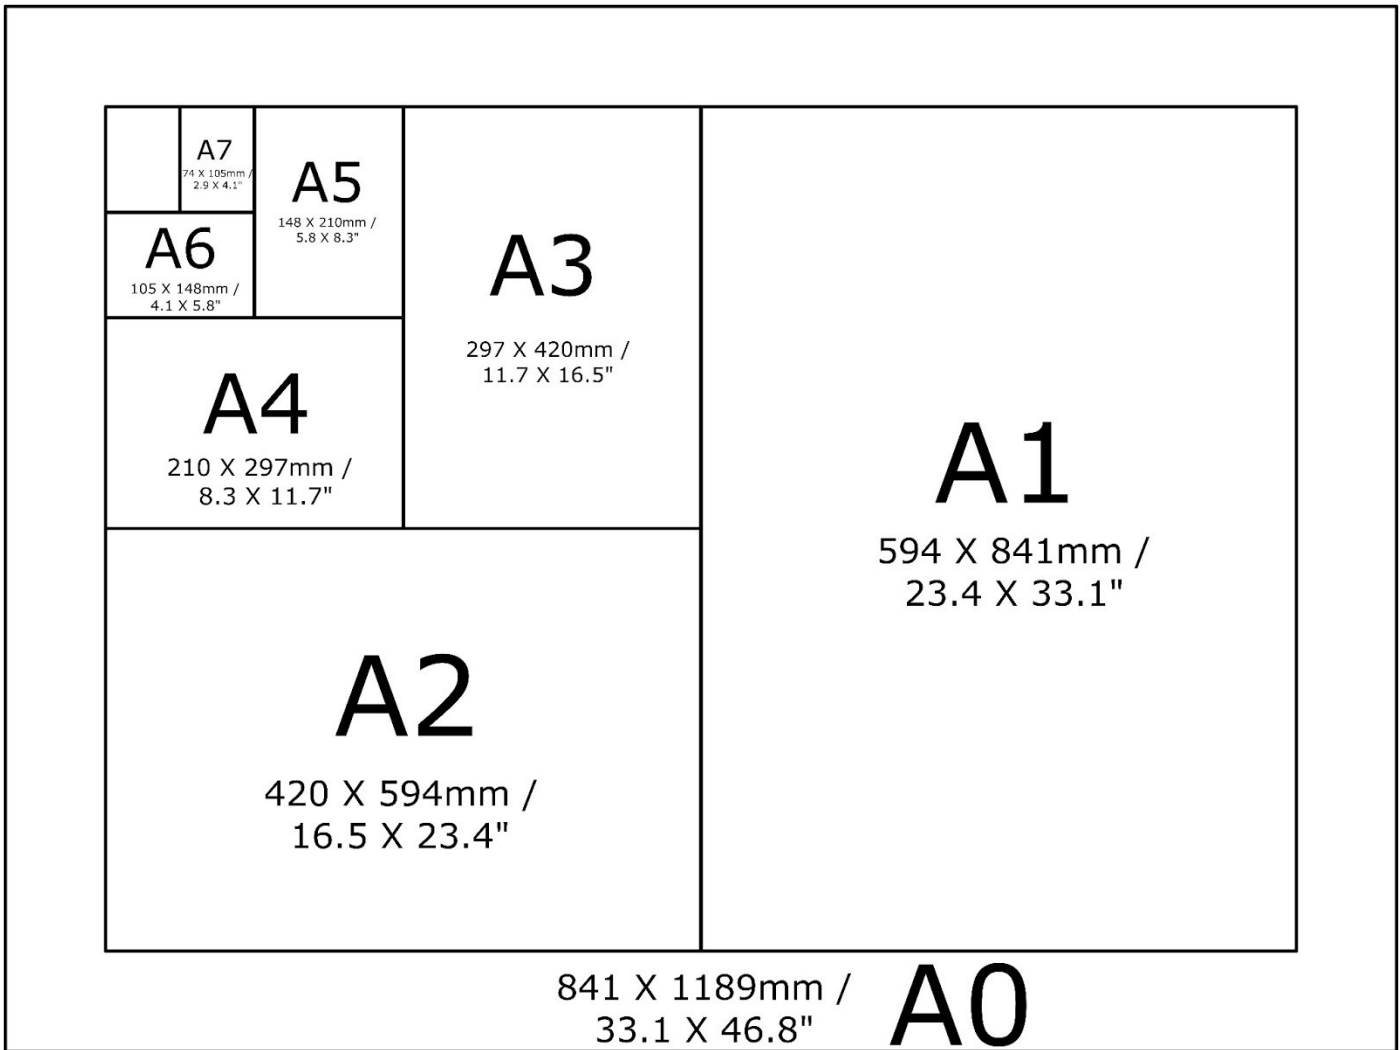 A7
74 X 105mm /
2.9 X 4.1"
A5
148 X 210mm /
5.8 X 8.3"
A6
105 X 148mm /
4.1 X 5.8"
A3
297 X 420mm /
11.7 X 16.5"
A4
210 X 297mm /
8.3 X 11.7"
A1
594 X 841mm /
23.4 X 33.1"
A2
420 X 594mm /
16.5 X 23.4"
841 X 1189mm /
33.1 X 46.8"
A0